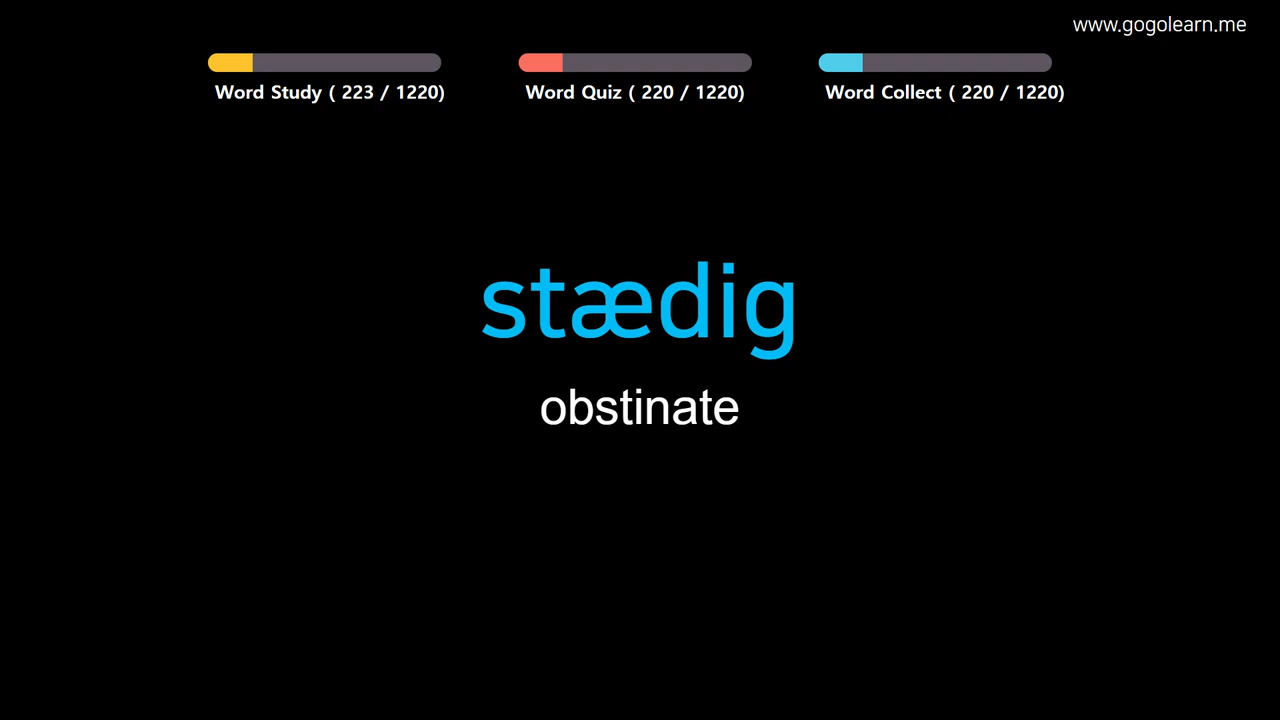 www.gogolearn.me
Word Study ( 223 / 1220)
Word Quiz ( 220 / 1220)
Word Collect ( 220 / 1220)
stædig
obstinate